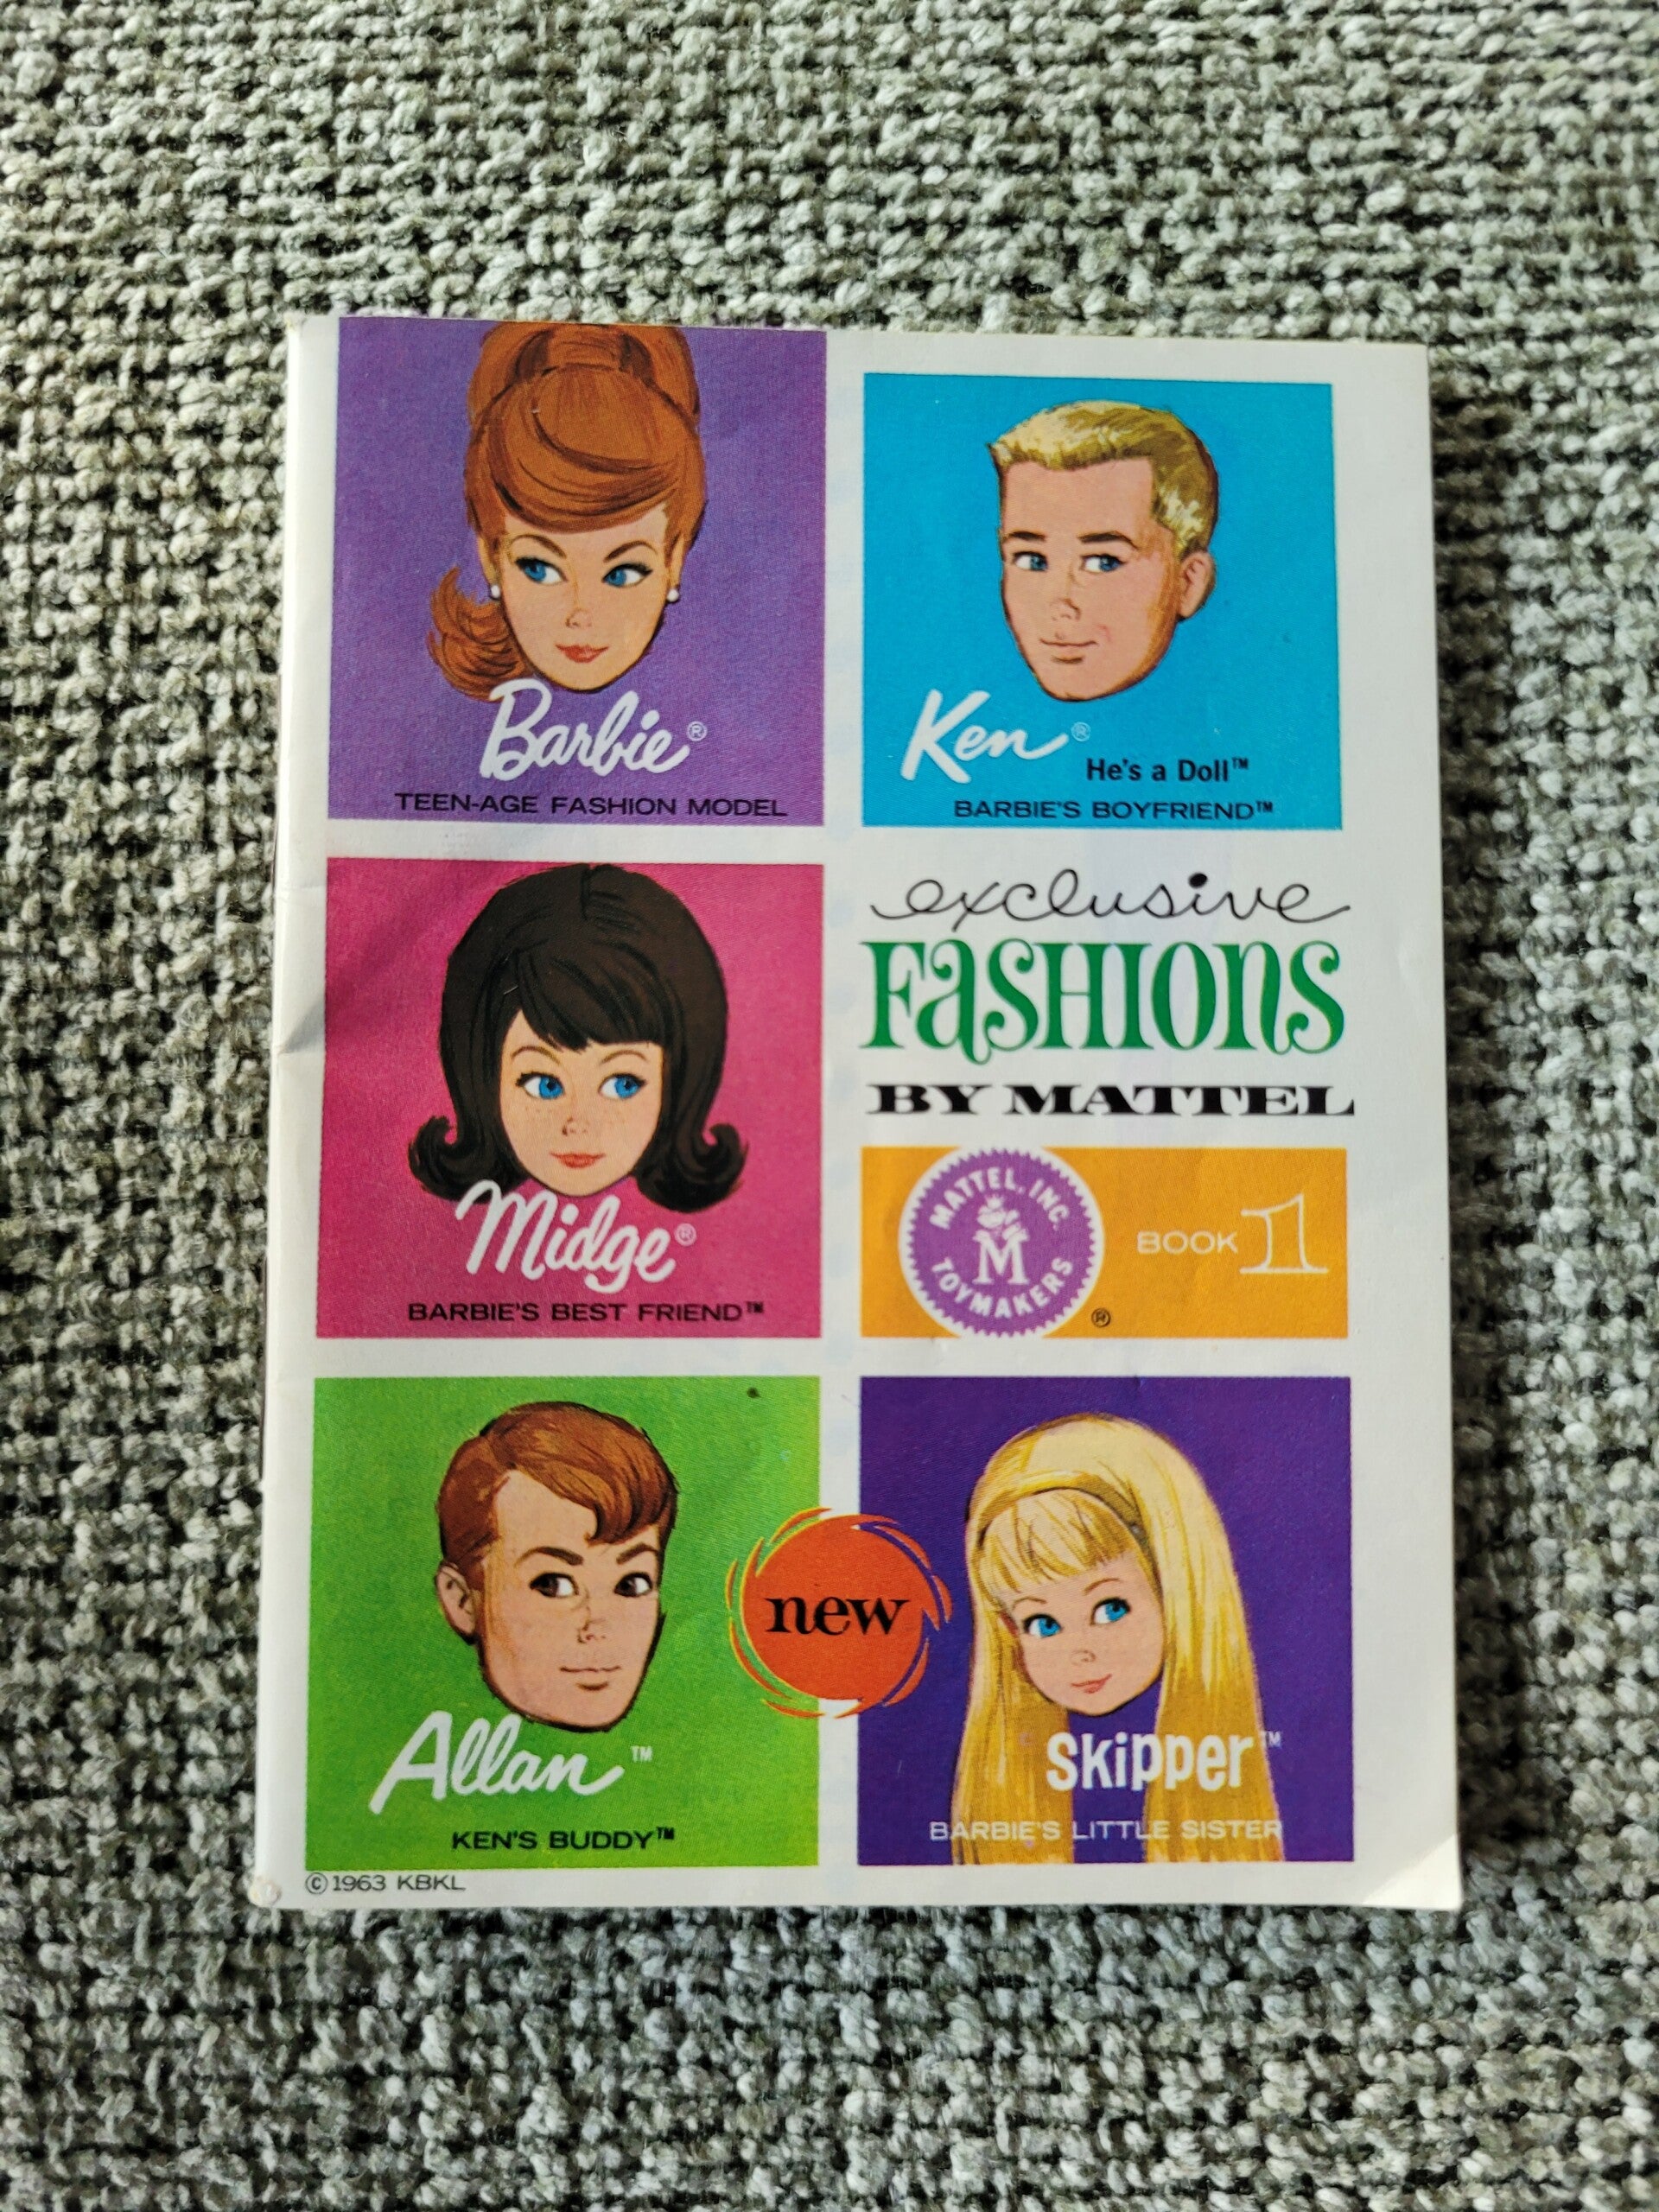 Barbie®
TEEN-AGE FASHION MODEL
Ken®
He's a Doll™
BARBIE'S BOYFRIEND™
exclusive
FASHIONS
BY MATTEL
MATTEL, INC.
M
TOYMAKERS
®
BOOK 1
Midge®
BARBIE'S BEST FRIEND™
new
Allan™
KEN'S BUDDY™
Skipper™
BARBIE'S LITTLE SISTER
©1963 KBKL